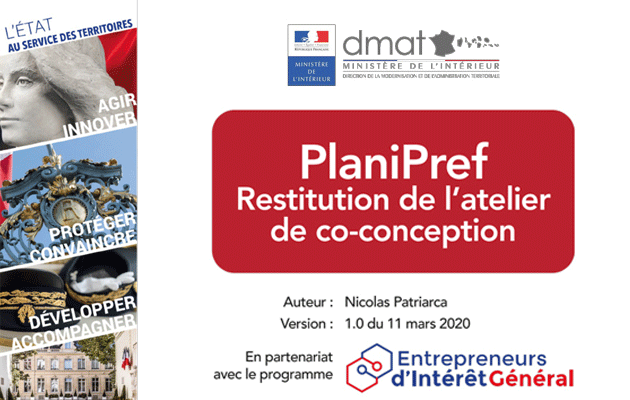 L'ÉTAT
AU SERVICE DES TERRITOIRES
AGIR
INNOVER
PROTÉGER
CONVAINCRE
DÉVELOPPER
ACCOMPAGNER
MINISTÈRE
DE
L'INTÉRIEUR
dmat
MINISTÈRE DE L'INTÉRIEUR
DIRECTION DE LA MODERNISATION ET DE L'ADMINISTRATION TERRITORIALE
PlaniPref
Restitution de l'atelier
de co-conception
Auteur : Nicolas Patriarca
Version : 1.0 du 11 mars 2020
En partenariat
avec le programme
Entrepreneurs
d'IntérêtGénéral